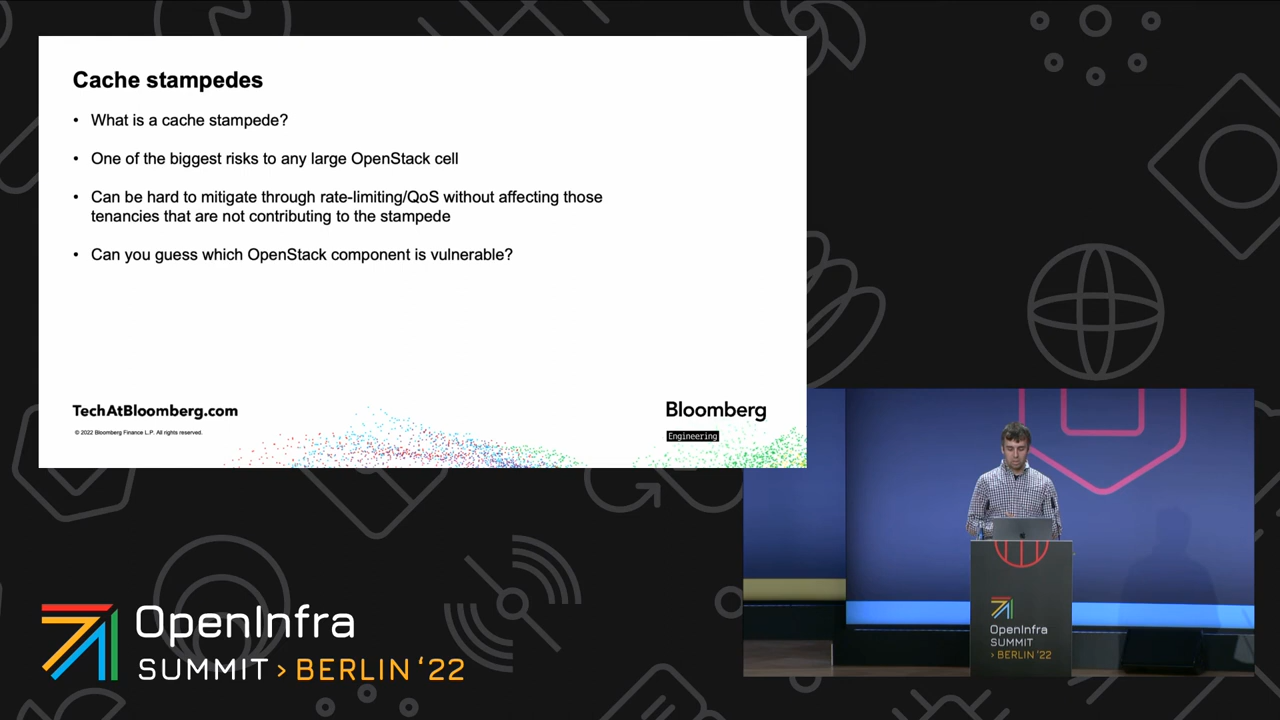 Cache stampedes
• What is a cache stampede?
• One of the biggest risks to any large OpenStack cell
• Can be hard to mitigate through rate-limiting/QoS without affecting those
tenancies that are not contributing to the stampede
• Can you guess which OpenStack component is vulnerable?
TechAtBloomberg.com
© 2022 Bloomberg Finance L.P. All rights reserved.
Bloomberg
Engineering
OpenInfra
SUMMIT > BERLIN ‘22
OpenInfra
SUMMIT
> BERLIN ‘22